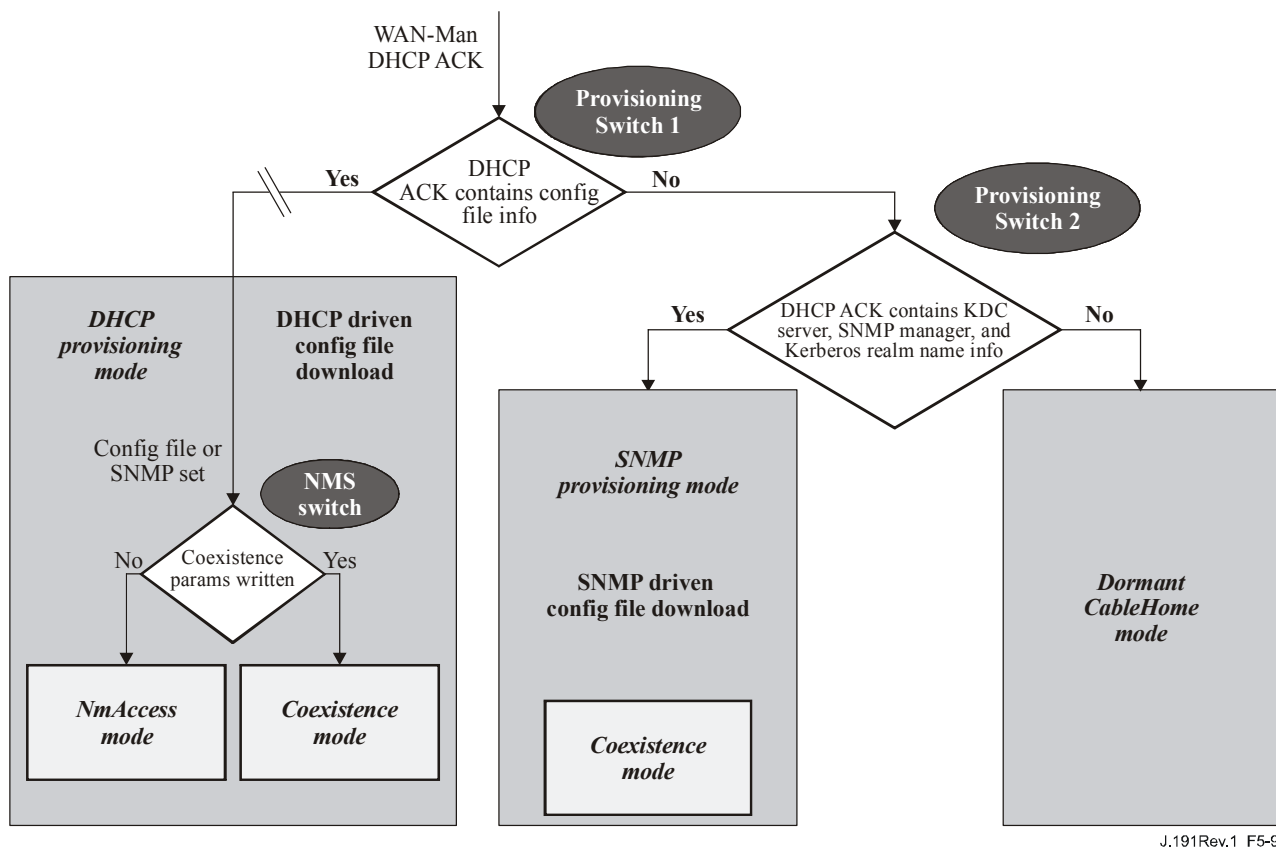 WAN-Man
DHCP ACK
Provisioning
Switch 1
DHCP
ACK contains config
file info
Yes
No
Provisioning
Switch 2
DHCP ACK contains KDC
server, SNMP manager, and
Kerberos realm name info
Yes
No
DHCP
provisioning
mode
DHCP driven
config file
download
Config file or
SNMP set
NMS
switch
Coexistence
params written
No
Yes
NmAccess
mode
Coexistence
mode
SNMP
provisioning mode
SNMP driven
config file download
Coexistence
mode
Dormant
CableHome
mode
J.191Rev.1_F5-9